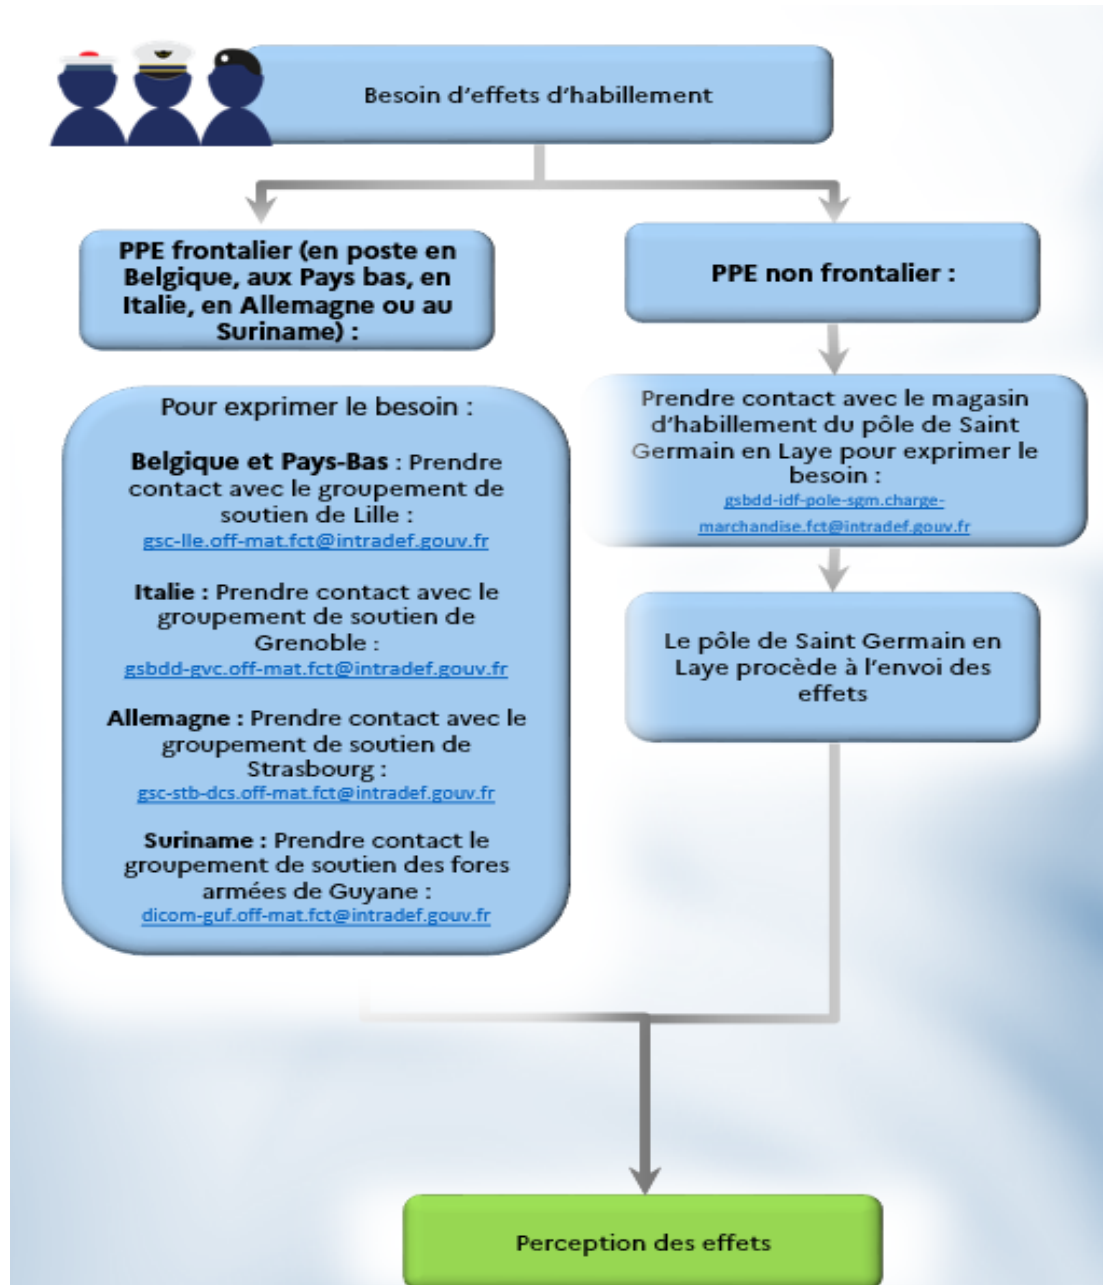 Besoin d'effets d'habillement
PPE frontalier (en poste en
Belgique, aux Pays bas, en
Italie, en Allemagne ou au
Suriname) :
Pour exprimer le besoin :
Belgique et Pays-Bas : Prendre
contact avec le groupement de
soutien de Lille :
gsc-lle.off-mat.fct@intradef.gouv.fr
Italie : Prendre contact avec le
groupement de soutien de
Grenoble :
gsbdd-gvc.off-mat.fct@intradef.gouv.fr
Allemagne : Prendre contact avec le
groupement de soutien de
Strasbourg :
gsc-stb-dcs.off-mat.fct@intradef.gouv.fr
Suriname : Prendre contact le
groupement de soutien des fores
armées de Guyane :
dicom-guf.off-mat.fct@intradef.gouv.fr
PPE non frontalier :
Prendre contact avec le magasin
d'habillement du pôle de Saint
Germain en Laye pour exprimer le
besoin :
gsbdd-idf-pole-sgm.charge-
marchandise.fct@intradef.gouv.fr
Le pôle de Saint Germain en
Laye procède à l'envoi des
effets
Perception des effets